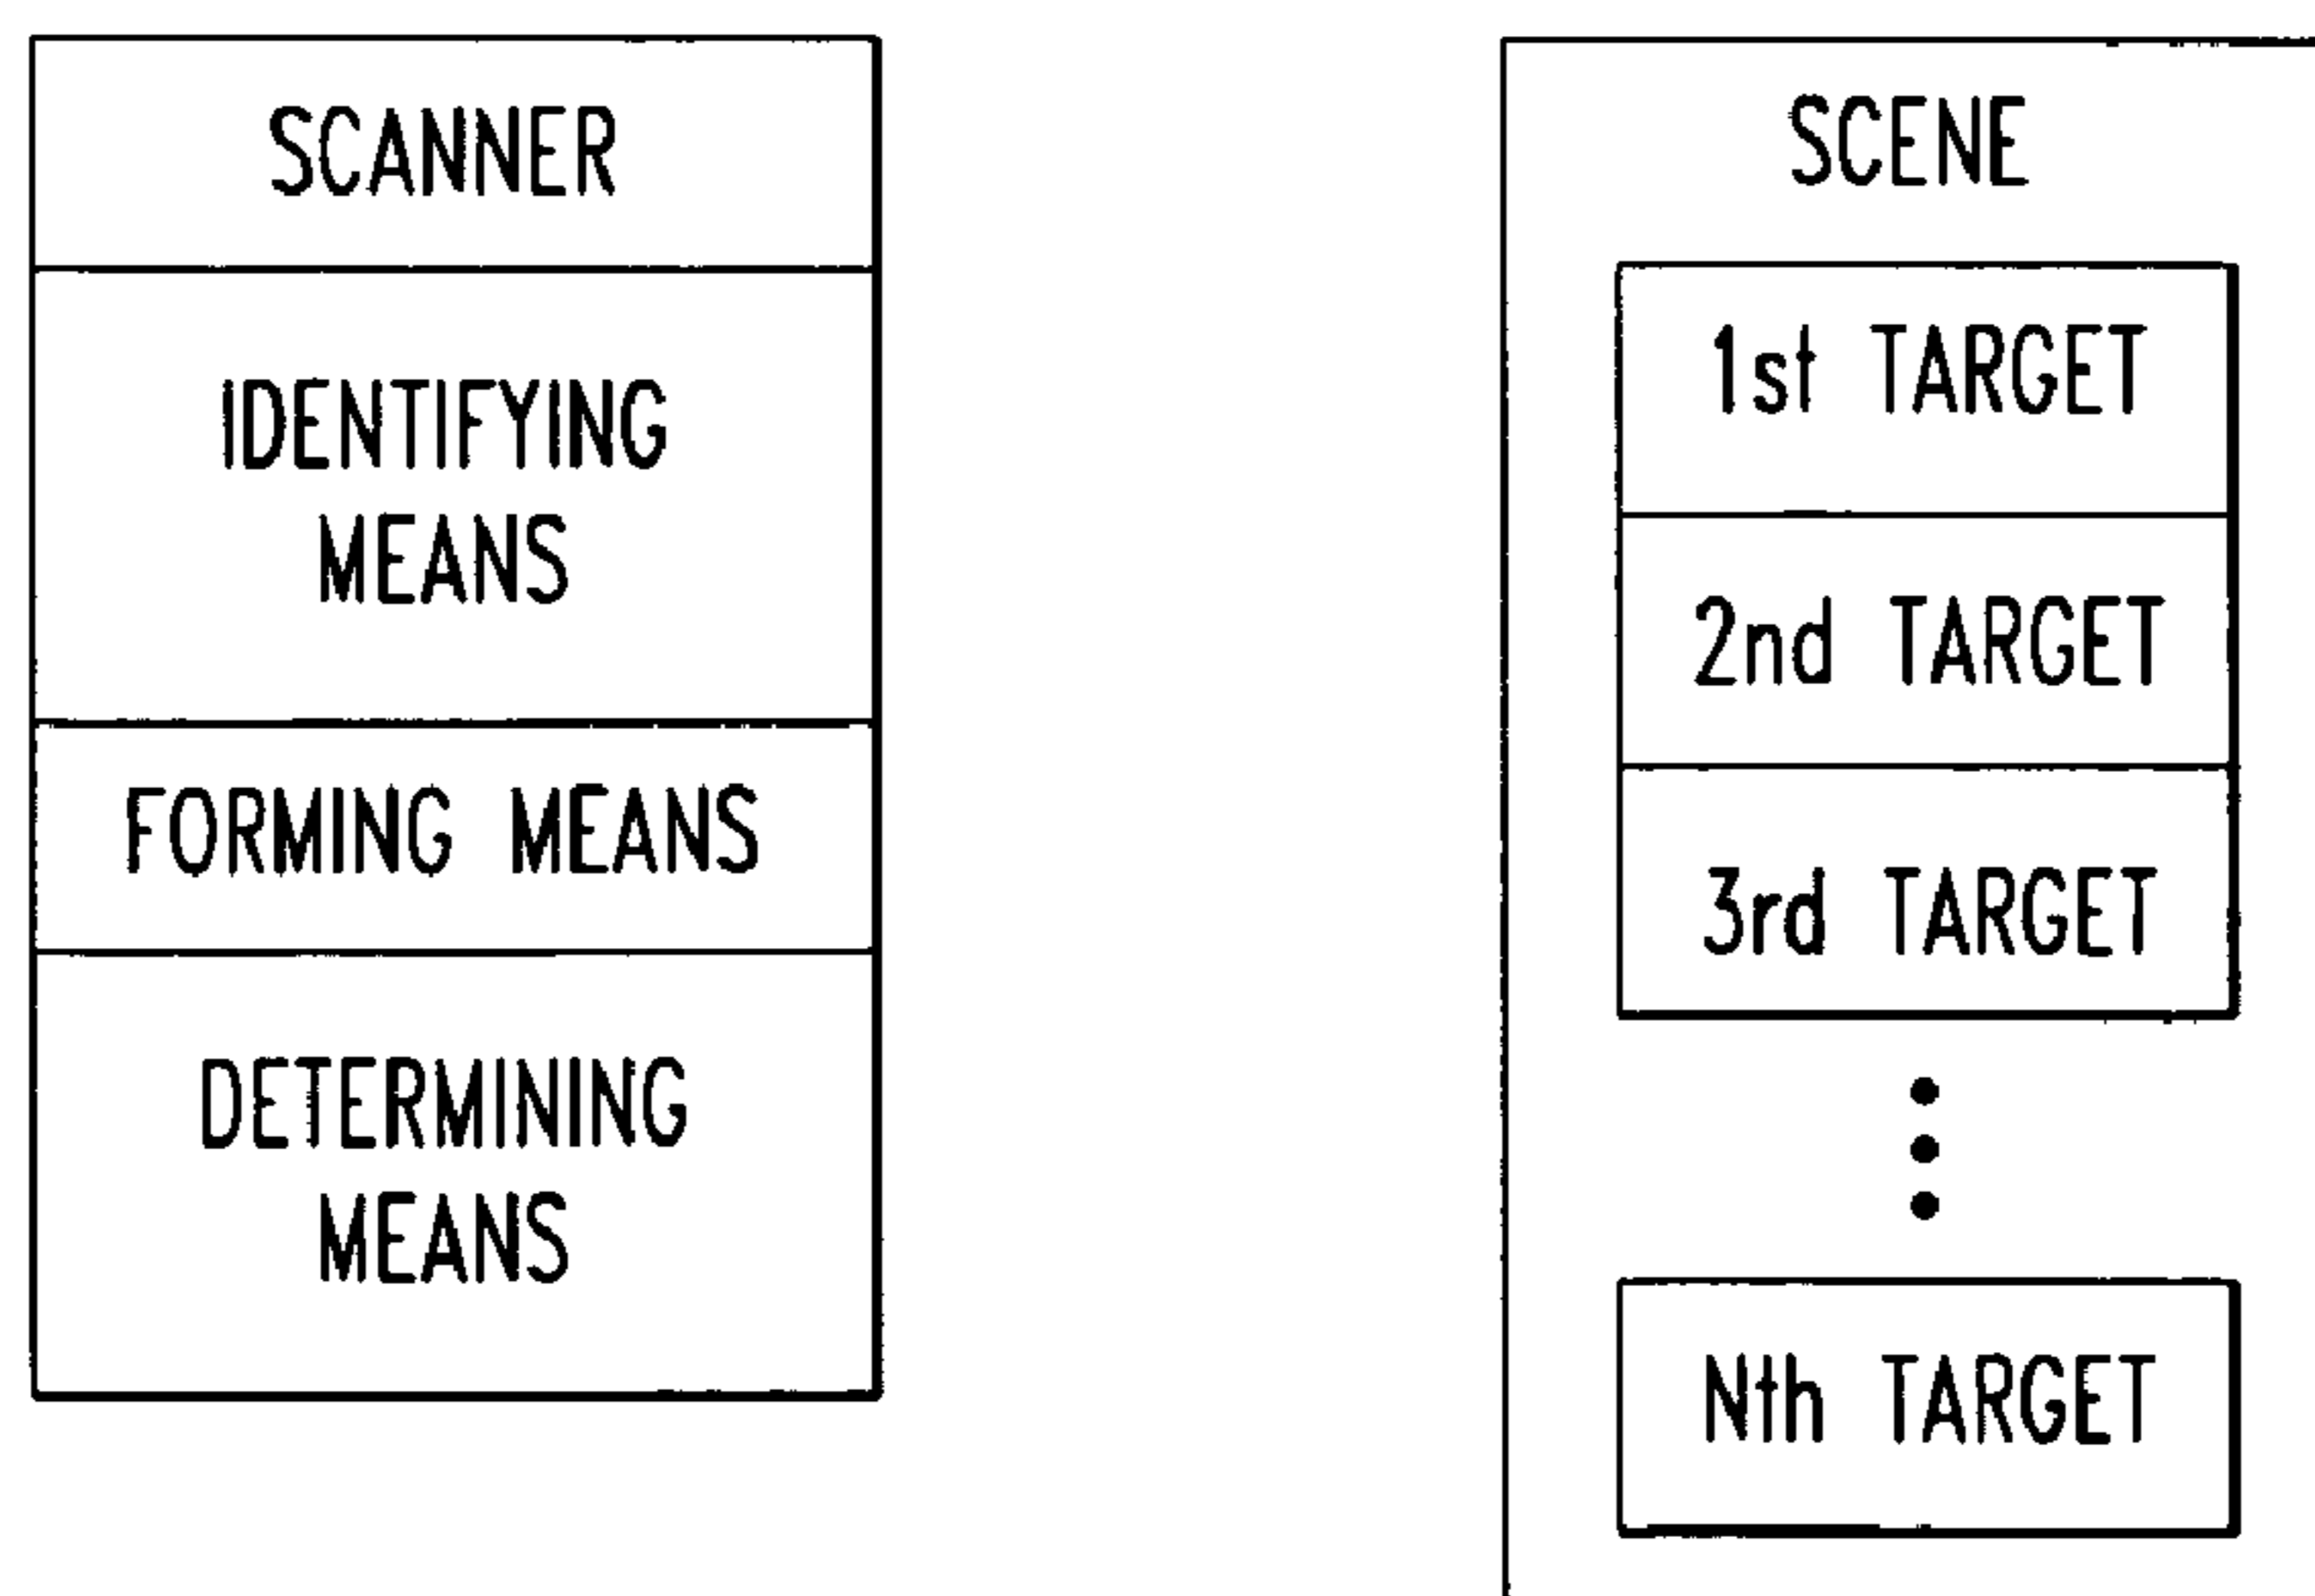 SCANNER
IDENTIFYING
MEANS
FORMING MEANS
DETERMINING
MEANS
SCENE
1st TARGET
2nd TARGET
3rd TARGET
Nth TARGET